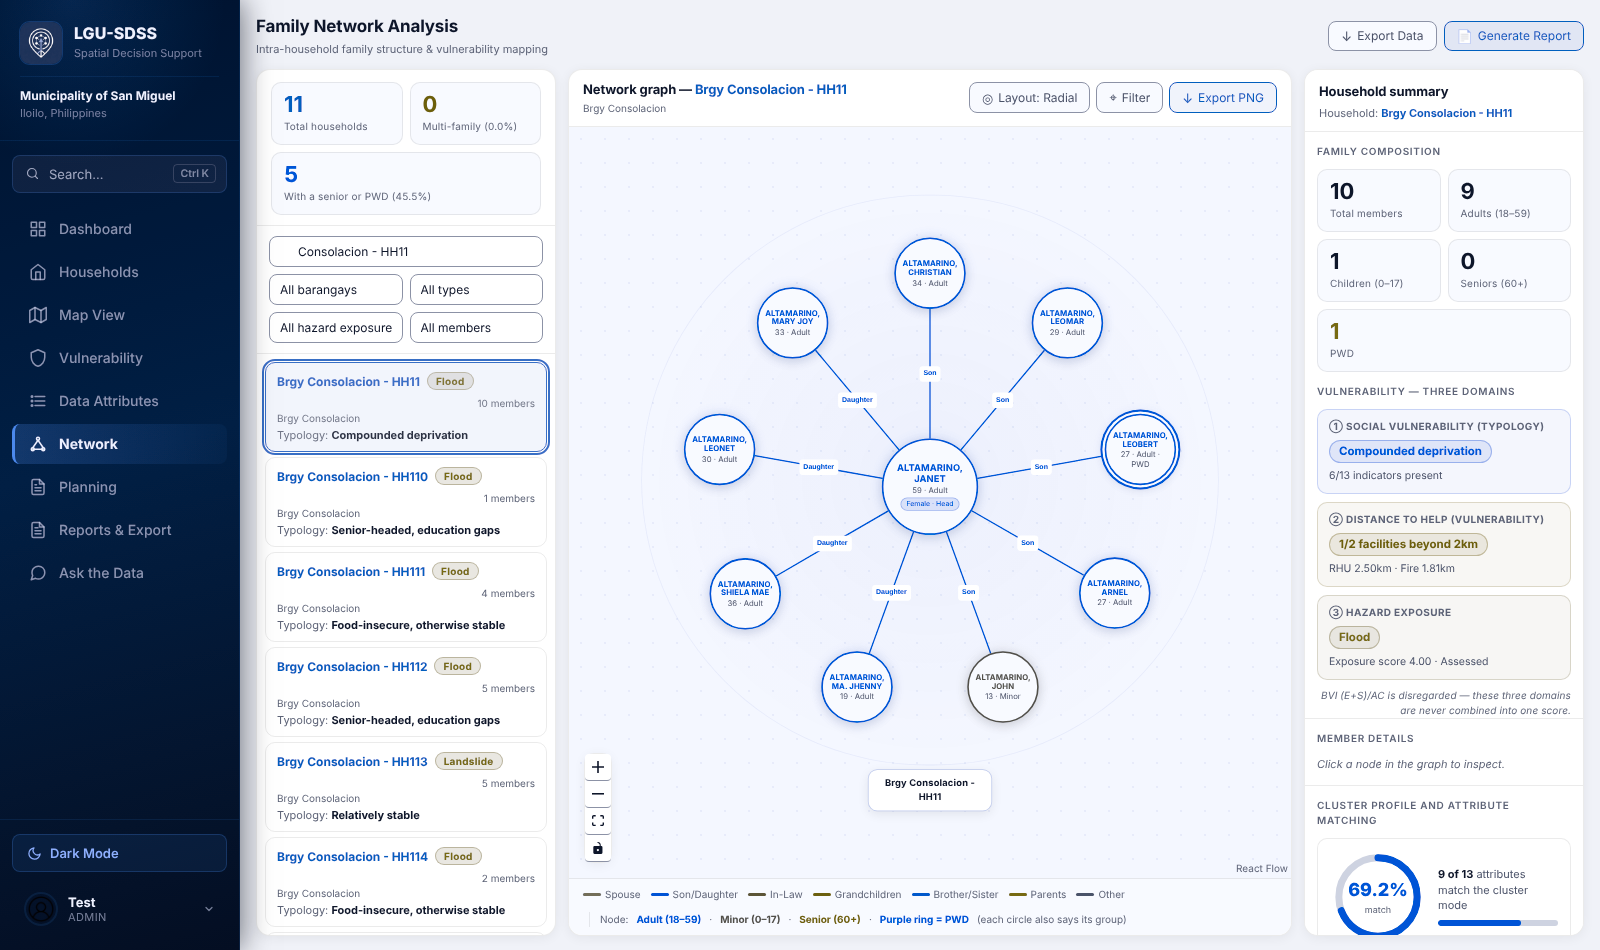 LGU-SDSS
Spatial Decision Support
Municipality of San Miguel
Iloilo, Philippines
Search...
Ctrl K
Dashboard
Households
Map View
Vulnerability
Data Attributes
Network
Planning
Reports & Export
Ask the Data
Dark Mode
Test
ADMIN
Family Network Analysis
Intra-household family structure & vulnerability mapping
↓ Export Data
Generate Report
11
Total households
0
Multi-family (0.0%)
5
With a senior or PWD (45.5%)
Consolacion - HH11
All barangays
All types
All hazard exposure
All members
Brgy Consolacion - HH11
Flood
10 members
Brgy Consolacion
Typology: Compounded deprivation
Brgy Consolacion - HH110
Flood
1 members
Brgy Consolacion
Typology: Senior-headed, education gaps
Brgy Consolacion - HH111
Flood
4 members
Brgy Consolacion
Typology: Food-insecure, otherwise stable
Brgy Consolacion - HH112
Flood
5 members
Brgy Consolacion
Typology: Senior-headed, education gaps
Brgy Consolacion - HH113
Landslide
5 members
Brgy Consolacion
Typology: Relatively stable
Brgy Consolacion - HH114
Flood
2 members
Brgy Consolacion
Typology: Food-insecure, otherwise stable
Network graph — Brgy Consolacion - HH11
Brgy Consolacion
◎ Layout: Radial
⌖ Filter
↓ Export PNG
ALTAMARINO,
CHRISTIAN
34 · Adult
ALTAMARINO,
MARY JOY
33 · Adult
ALTAMARINO,
LEOMAR
29 · Adult
Son
Daughter
Son
ALTAMARINO,
LEONET
30 · Adult
ALTAMARINO,
LEOBERT
27 · Adult ·
PWD
Daughter
Son
ALTAMARINO,
JANET
59 · Adult
Female · Head
Daughter
Son
ALTAMARINO,
SHIELA MAE
36 · Adult
ALTAMARINO,
ARNEL
27 · Adult
Daughter
Son
ALTAMARINO,
MA. JHENNY
19 · Adult
ALTAMARINO,
JOHN
13 · Minor
Brgy Consolacion -
HH11
React Flow
Spouse
Son/Daughter
In-Law
Grandchildren
Brother/Sister
Parents
Other
Node: Adult (18–59) · Minor (0–17) · Senior (60+) · Purple ring = PWD (each circle also says its group)
Household summary
Household: Brgy Consolacion - HH11
FAMILY COMPOSITION
10
Total members
9
Adults (18–59)
1
Children (0–17)
0
Seniors (60+)
1
PWD
VULNERABILITY — THREE DOMAINS
① SOCIAL VULNERABILITY (TYPOLOGY)
Compounded deprivation
6/13 indicators present
② DISTANCE TO HELP (VULNERABILITY)
1/2 facilities beyond 2km
RHU 2.50km · Fire 1.81km
③ HAZARD EXPOSURE
Flood
Exposure score 4.00 · Assessed
BVI (E+S)/AC is disregarded — these three domains
are never combined into one score.
MEMBER DETAILS
Click a node in the graph to inspect.
CLUSTER PROFILE AND ATTRIBUTE
MATCHING
69.2%
match
9 of 13 attributes
match the cluster
mode